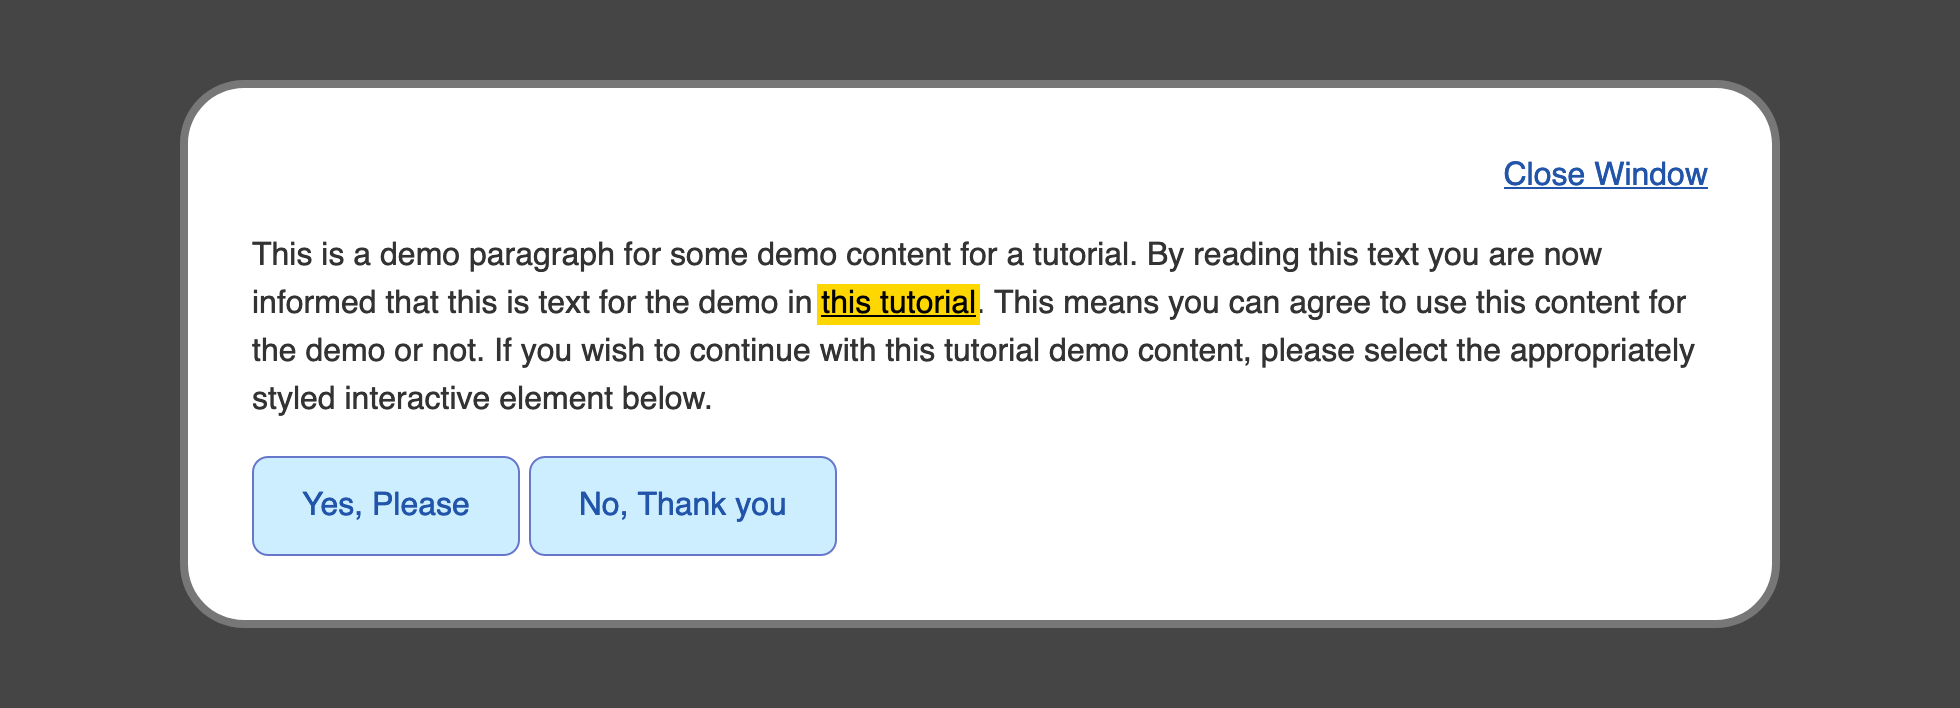 Close Window
This is a demo paragraph for some demo content for a tutorial. By reading this text you are now
informed that this is text for the demo in this tutorial. This means you can agree to use this content for
the demo or not. If you wish to continue with this tutorial demo content, please select the appropriately
styled interactive element below.
Yes, Please
No, Thank you